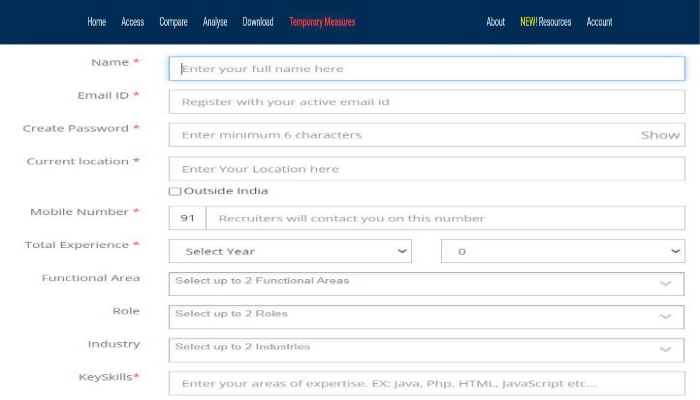 Home Access Compare Analyse Download Temporary Measures About NEW! Resources Account
Name * Enter your full name here
Email ID * Register with your active email id
Create Password * Enter minimum 6 characters Show
Current location * Enter Your Location here
Outside India
Mobile Number * 91 Recruiters will contact you on this number
Total Experience * Select Year 0
Functional Area Select up to 2 Functional Areas
Role Select up to 2 Roles
Industry Select up to 2 Industries
KeySkills* Enter your areas of expertise. EX: Java, Php, HTML, JavaScript etc...